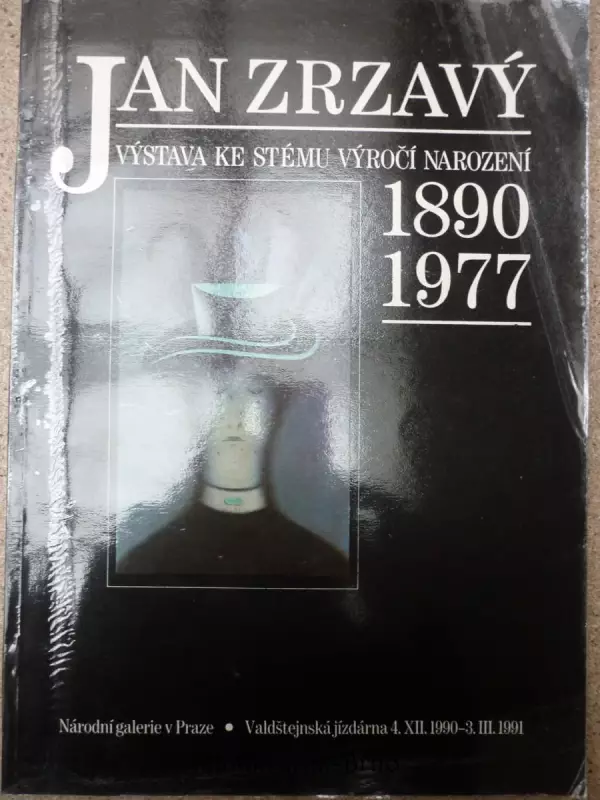 JAN ZRZAVÝ
VÝSTAVA KE STÉMU VÝROČÍ NAROZENÍ
1890
1977
Národní galerie v Praze • Valdštejnská jízdárna 4. XII. 1990–3. III. 1991